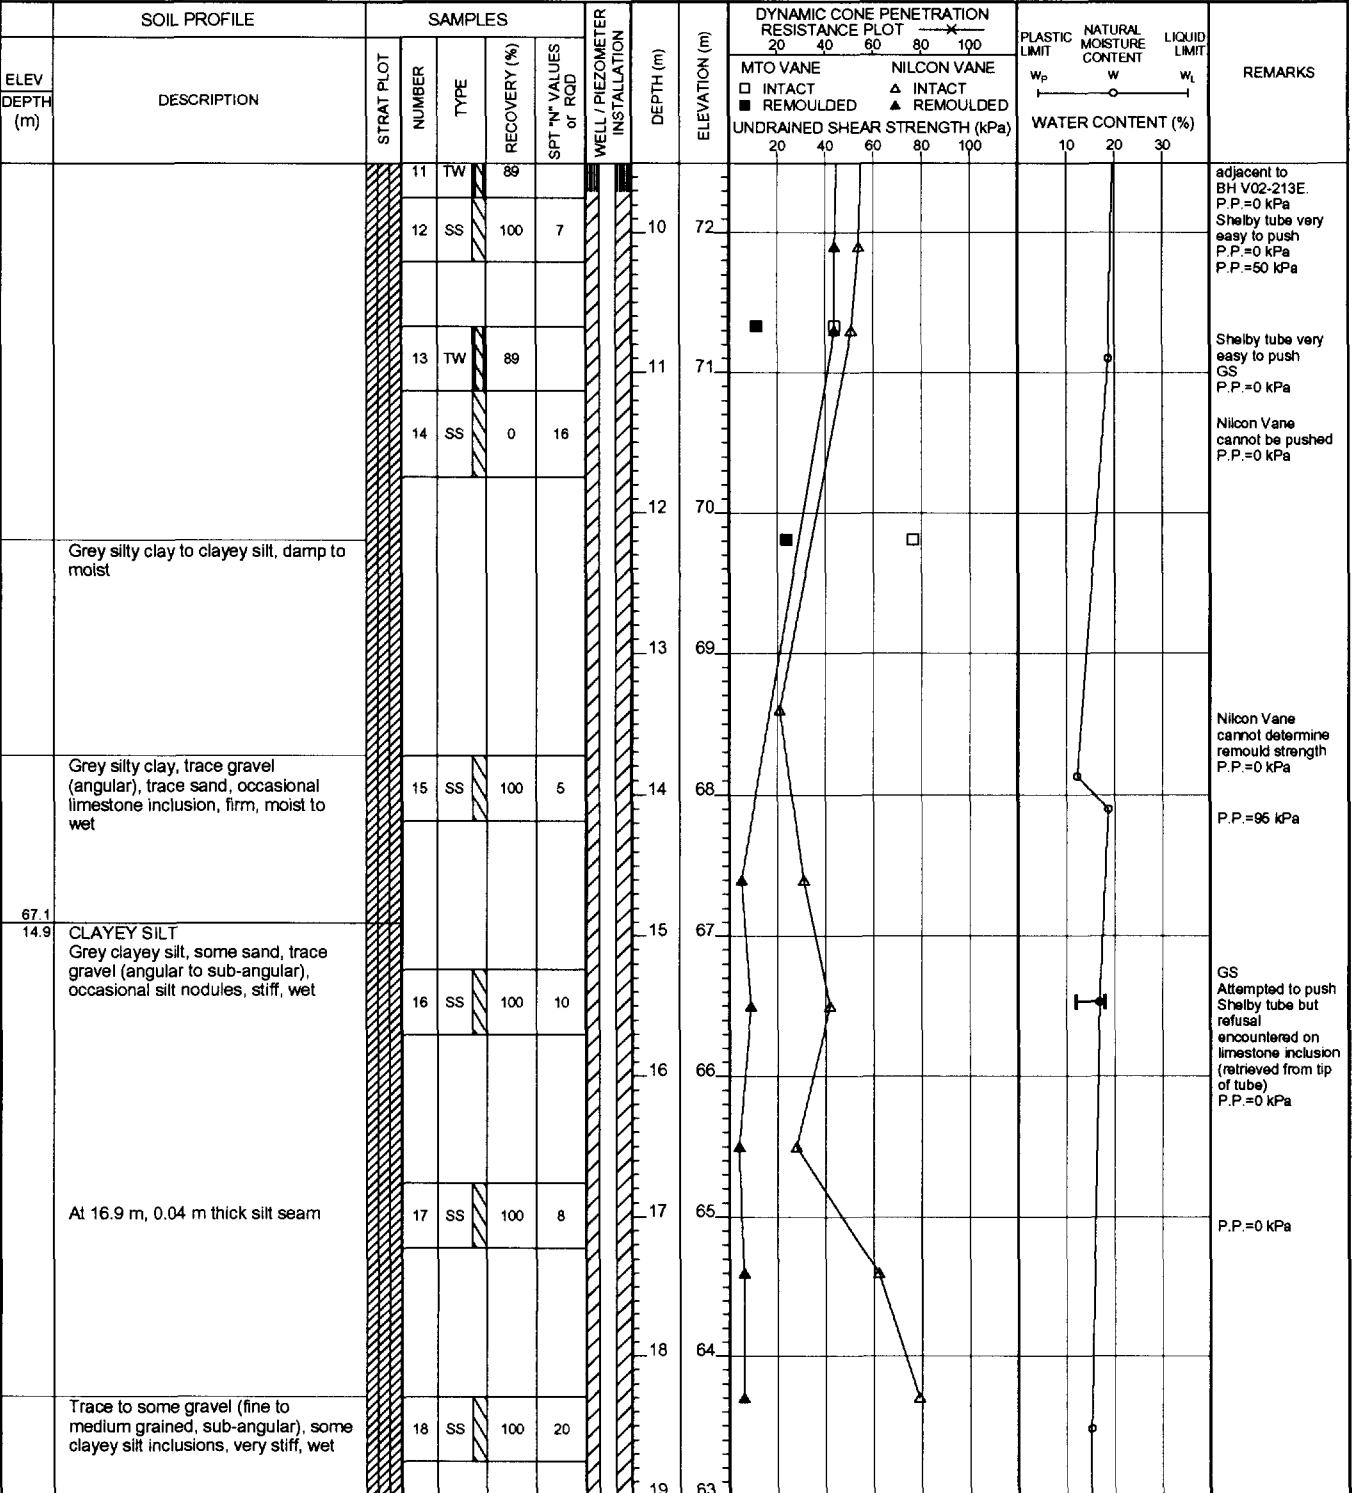 SOIL PROFILE
SAMPLES
ELEV
DEPTH
(m)
DESCRIPTION
STRAT PLOT
NUMBER
TYPE
RECOVERY (%)
SPT "N" VALUES
or RQD
WELL / PIEZOMETER
INSTALLATION
DEPTH (m)
ELEVATION (m)
DYNAMIC CONE PENETRATION
RESISTANCE PLOT
20 40 60 80 100
MTO VANE NILCON VANE
INTACT INTACT
REMOULDED REMOULDED
UNDRAINED SHEAR STRENGTH (kPa)
20 40 60 80 100
PLASTIC LIMIT
NATURAL MOISTURE CONTENT
LIQUID LIMIT
WP W WL
WATER CONTENT (%)
10 20 30
REMARKS
11 TW 89
adjacent to
BH V02-213E.
P.P.=0 kPa
12 SS 100 7
10 72
Shelby tube very
easy to push
P.P.=0 kPa
P.P.=50 kPa
13 TW 89
11 71
Shelby tube very
easy to push
GS
P.P.=0 kPa
14 SS 0 16
Nilcon Vane
cannot be pushed
P.P.=0 kPa
12 70
Grey silty clay to clayey silt, damp to
moist
13 69
Nilcon Vane
cannot determine
remould strength
P.P.=0 kPa
Grey silty clay, trace gravel
(angular), trace sand, occasional
limestone inclusion, firm, moist to
wet
15 SS 100 5
14 68
P.P.=95 kPa
67.1
14.9
CLAYEY SILT
Grey clayey silt, some sand, trace
gravel (angular to sub-angular),
occasional silt nodules, stiff, wet
15 67
16 SS 100 10
GS
Attempted to push
Shelby tube but
refusal
encountered on
limestone inclusion
(retrieved from tip
of tube)
P.P.=0 kPa
16 66
At 16.9 m, 0.04 m thick silt seam
17 SS 100 8
17 65
P.P.=0 kPa
18 64
Trace to some gravel (fine to
medium grained, sub-angular), some
clayey silt inclusions, very stiff, wet
18 SS 100 20
19 63